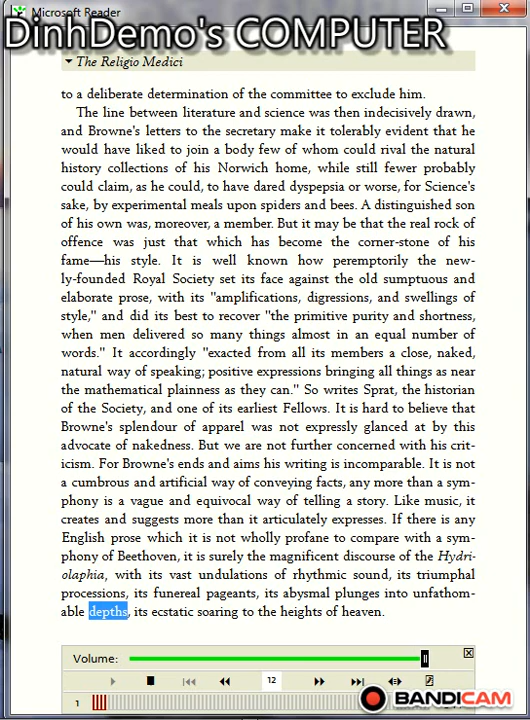 Microsoft Reader
DinhDemo's COMPUTER
The Religio Medici
to a deliberate determination of the committee to exclude him.
The line between literature and science was then indecisively drawn,
and Browne's letters to the secretary make it tolerably evident that he
would have liked to join a body few of whom could rival the natural
history collections of his Norwich home, while still fewer probably
could claim, as he could, to have dared dyspepsia or worse, for Science's
sake, by experimental meals upon spiders and bees. A distinguished son
of his own was, moreover, a member. But it may be that the real rock of
offence was just that which has become the corner-stone of his
fame—his style. It is well known how peremptorily the new-
ly-founded Royal Society set its face against the old sumptuous and
elaborate prose, with its "amplifications, digressions, and swellings of
style," and did its best to recover "the primitive purity and shortness,
when men delivered so many things almost in an equal number of
words." It accordingly "exacted from all its members a close, naked,
natural way of speaking; positive expressions bringing all things as near
the mathematical plainness as they can." So writes Sprat, the historian
of the Society, and one of its earliest Fellows. It is hard to believe that
Browne's splendour of apparel was not expressly glanced at by this
advocate of nakedness. But we are not further concerned with his crit-
icism. For Browne's ends and aims his writing is incomparable. It is not
a cumbrous and artificial way of conveying facts, any more than a sym-
phony is a vague and equivocal way of telling a story. Like music, it
creates and suggests more than it articulately expresses. If there is any
English prose which it is not wholly profane to compare with a sym-
phony of Beethoven, it is surely the magnificent discourse of the Hydri-
olaphia, with its vast undulations of rhythmic sound, its triumphal
processions, its funereal pageants, its abysmal plunges into unfathom-
able depths, its ecstatic soaring to the heights of heaven.
Volume:
12
1
BANDICAM